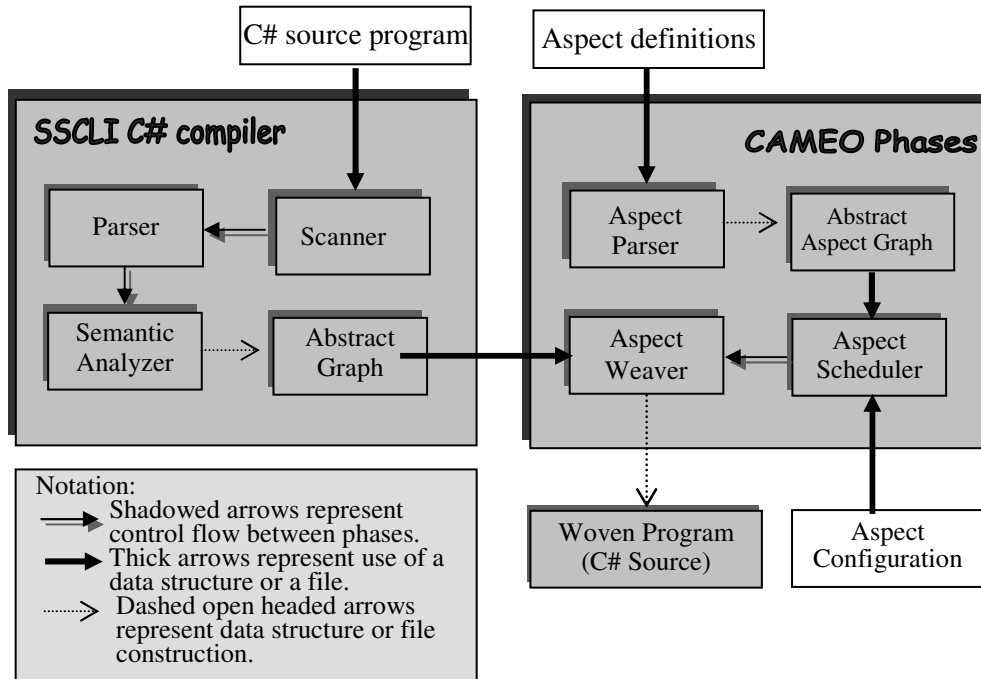 C# source program
Aspect definitions
SSCLI C# compiler
Parser
Scanner
Semantic
Analyzer
Abstract
Graph
CAMEO Phases
Aspect
Parser
Abstract
Aspect Graph
Aspect
Weaver
Aspect
Scheduler
Notation:
Shadowed arrows represent
control flow between phases.
Thick arrows represent use of a
data structure or a file.
Dashed open headed arrows
represent data structure or file
construction.
Woven Program
(C# Source)
Aspect
Configuration